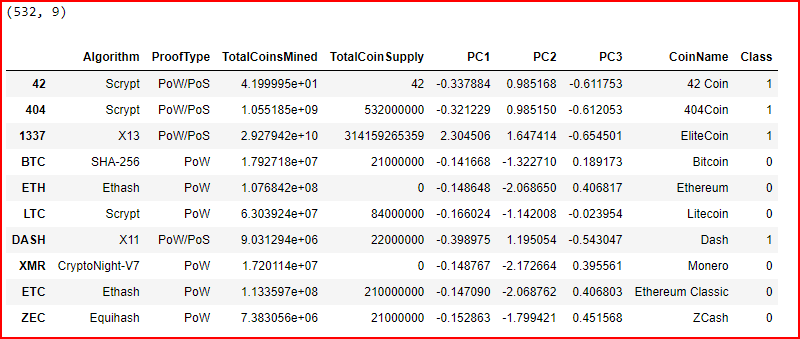 (532, 9)
Algorithm ProofType TotalCoinsMined TotalCoinSupply PC1 PC2 PC3 CoinName Class
42 Scrypt PoW/PoS 4.199995e+01 42 -0.337884 0.985168 -0.611753 42 Coin 1
404 Scrypt PoW/PoS 1.055185e+09 532000000 -0.321229 0.985150 -0.612053 404Coin 1
1337 X13 PoW/PoS 2.927942e+10 314159265359 2.304506 1.647414 -0.654501 EliteCoin 1
BTC SHA-256 PoW 1.792718e+07 21000000 -0.141668 -1.322710 0.189173 Bitcoin 0
ETH Ethash PoW 1.076842e+08 0 -0.148648 -2.068650 0.406817 Ethereum 0
LTC Scrypt PoW 6.303924e+07 84000000 -0.166024 -1.142008 -0.023954 Litecoin 0
DASH X11 PoW/PoS 9.031294e+06 22000000 -0.398975 1.195054 -0.543047 Dash 1
XMR CryptoNight-V7 PoW 1.720114e+07 0 -0.148767 -2.172664 0.395561 Monero 0
ETC Ethash PoW 1.133597e+08 210000000 -0.147090 -2.068762 0.406803 Ethereum Classic 0
ZEC Equihash PoW 7.383056e+06 21000000 -0.152863 -1.799421 0.451568 ZCash 0